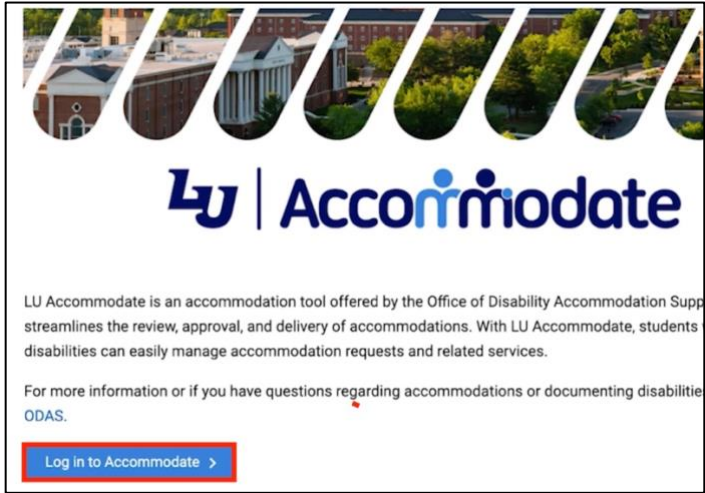 LU | Accommodate
LU Accommodate is an accommodation tool offered by the Office of Disability Accommodation Supp
streamlines the review, approval, and delivery of accommodations. With LU Accommodate, students
disabilities can easily manage accommodation requests and related services.
For more information or if you have questions regarding accommodations or documenting disabilitie
ODAS.
Log in to Accommodate >